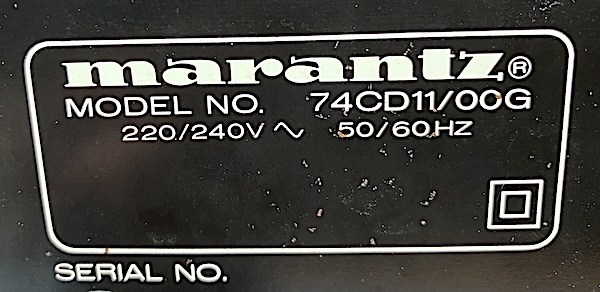 marantz®
MODEL NO. 74CD11/00G
220/240V ∿ 50/60HZ
SERIAL NO.